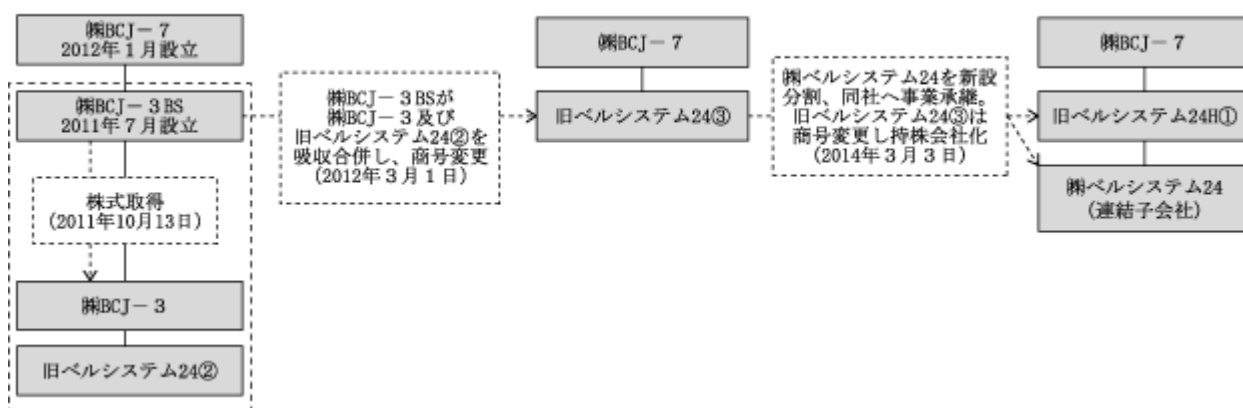 ㈱BCJ－7
2012年１月設立
㈱BCJ－３BS
2011年７月設立
株式取得
(2011年10月13日)
㈱BCJ－３
旧ベルシステム24②
㈱BCJ－３BSが
㈱BCJ－３及び
旧ベルシステム24②を
吸収合併し、商号変更
(2012年３月１日)
㈱BCJ－7
旧ベルシステム24③
㈱ベルシステム24を新設
分割、同社へ事業承継。
旧ベルシステム24③は
商号変更し持株会社化
(2014年３月３日)
㈱BCJ－7
旧ベルシステム24H①
㈱ベルシステム24
(連結子会社)